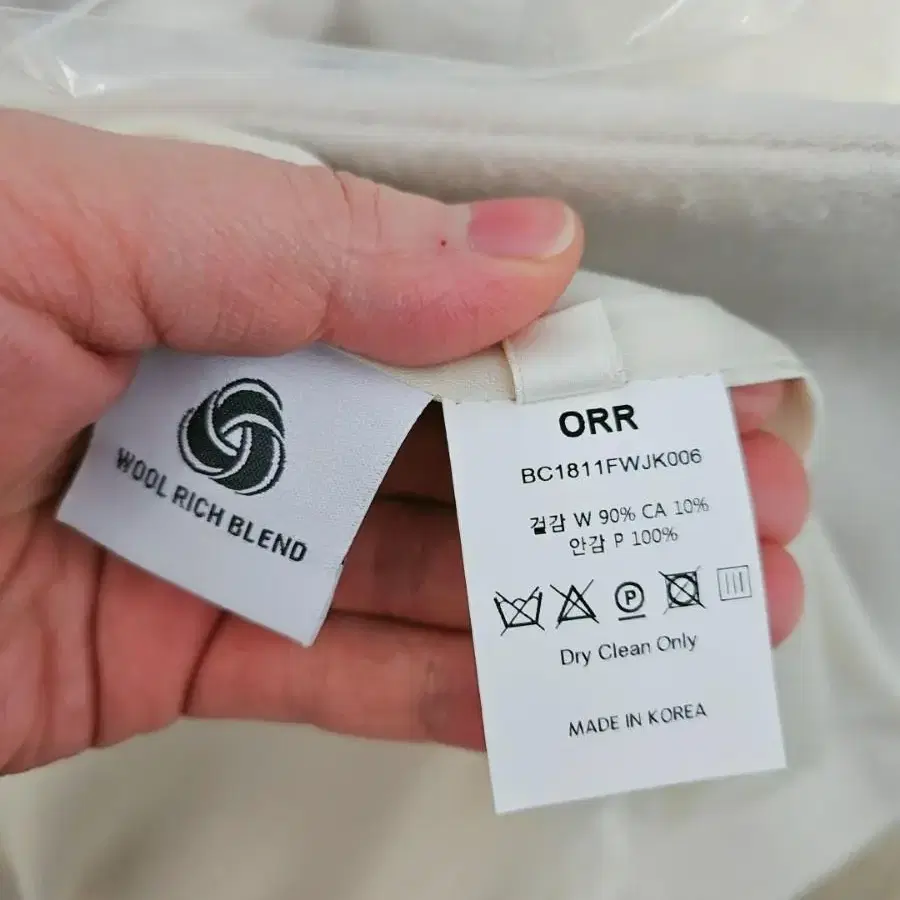 WOOL RICH BLEND
ORR
BC1811FWJK006
겉감 W 90% CA 10%
안감 P 100%
P
Dry Clean Only
MADE IN KOREA